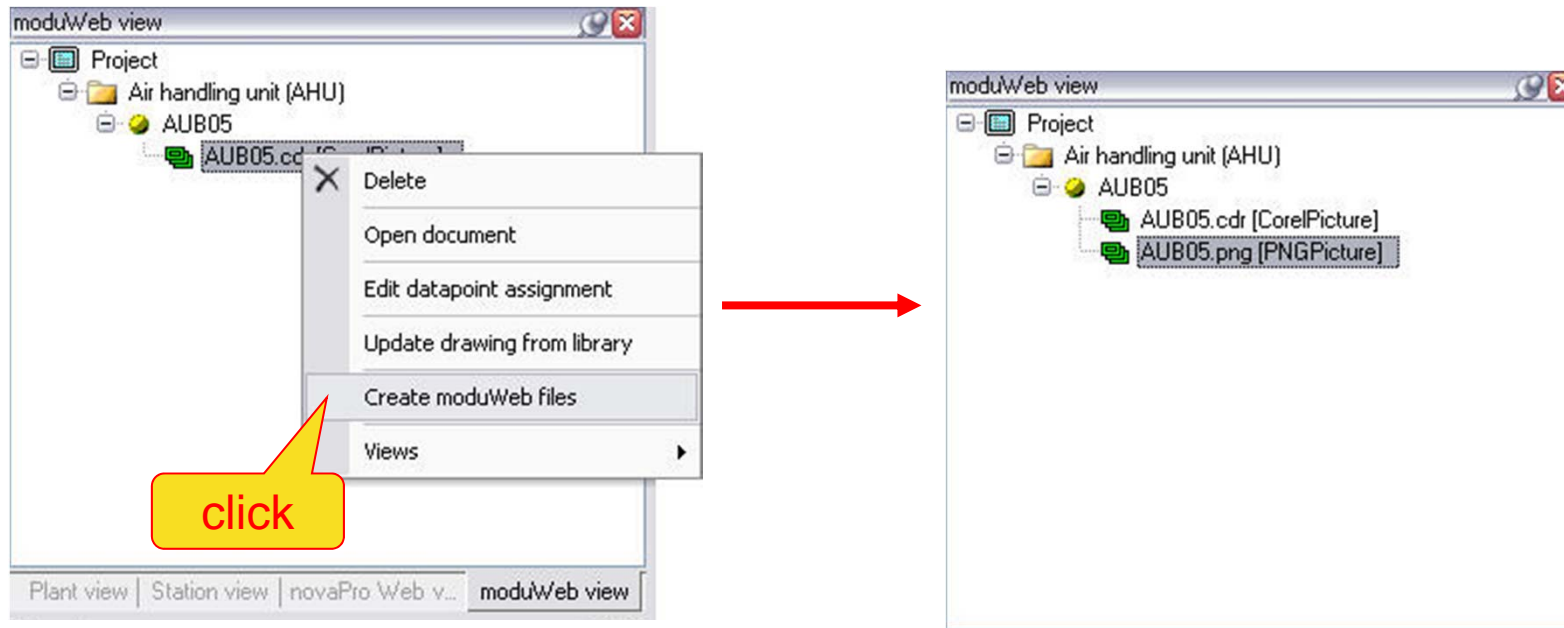 moduWeb view
Project
Air handling unit (AHU)
AUB05
AUB05.cd
Delete
Open document
Edit datapoint assignment
Update drawing from library
Create moduWeb files
Views
click
Plant view
Station view
novaPro Web v...
moduWeb view
moduWeb view
Project
Air handling unit (AHU)
AUB05
AUB05.cdr [CorelPicture]
AUB05.png [PNGPicture]